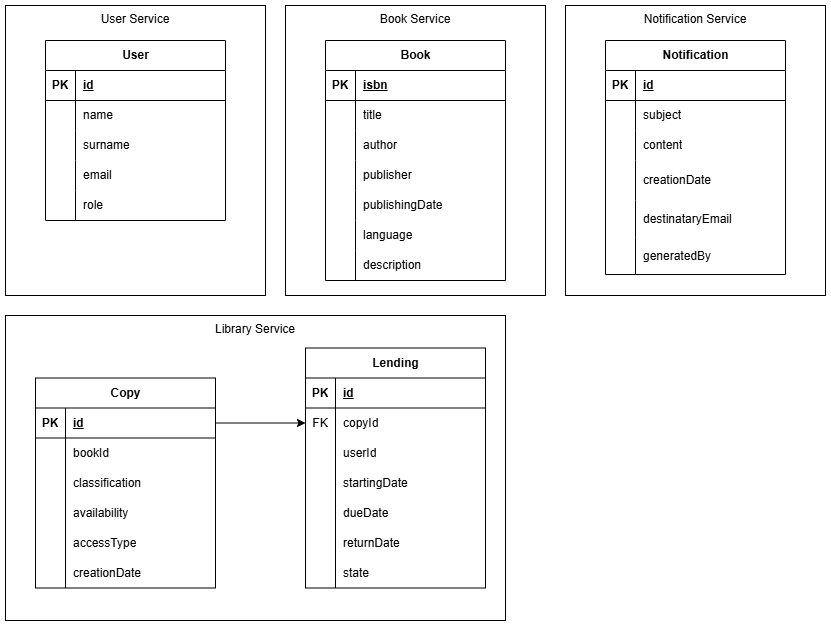 User Service
User
PK id
name
surname
email
role
Book Service
Book
PK isbn
title
author
publisher
publishingDate
language
description
Notification Service
Notification
PK id
subject
content
creationDate
destinataryEmail
generatedBy
Library Service
Copy
PK id
bookId
classification
availability
accessType
creationDate
Lending
PK id
FK copyId
userId
startingDate
dueDate
returnDate
state